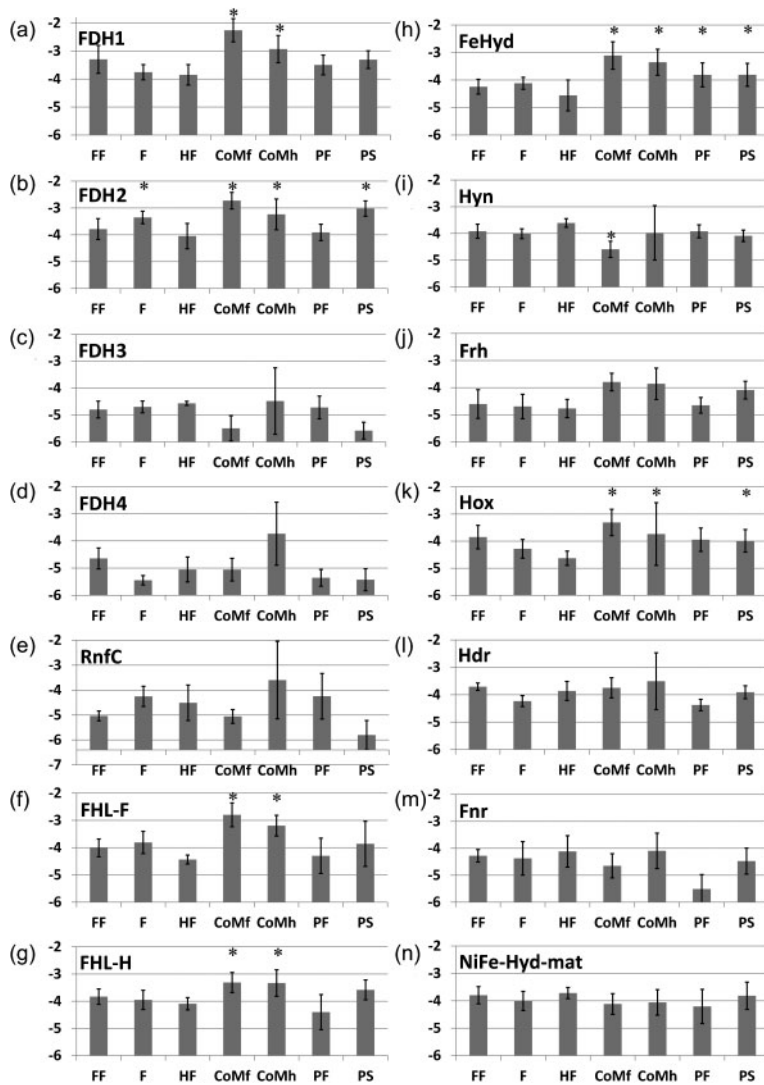 (a)
FDH1
* *
-2
-3
-4
-5
-6
FF F HF CoMf CoMh PF PS
(b)
FDH2
* * * *
-2
-3
-4
-5
-6
FF F HF CoMf CoMh PF PS
(c)
FDH3
-2
-3
-4
-5
-6
FF F HF CoMf CoMh PF PS
(d)
FDH4
-2
-3
-4
-5
-6
FF F HF CoMf CoMh PF PS
(e)
RnfC
-2
-3
-4
-5
-6
-7
FF F HF CoMf CoMh PF PS
(f)
FHL-F
* *
-2
-3
-4
-5
-6
FF F HF CoMf CoMh PF PS
(g)
FHL-H
* *
-2
-3
-4
-5
-6
FF F HF CoMf CoMh PF PS
(h)
FeHyd
* * * *
-2
-3
-4
-5
-6
FF F HF CoMf CoMh PF PS
(i)
Hyn
*
-2
-3
-4
-5
-6
FF F HF CoMf CoMh PF PS
(j)
Frh
-2
-3
-4
-5
-6
FF F HF CoMf CoMh PF PS
(k)
Hox
* * *
-2
-3
-4
-5
-6
FF F HF CoMf CoMh PF PS
(l)
Hdr
-2
-3
-4
-5
-6
FF F HF CoMf CoMh PF PS
(m)
Fnr
-2
-3
-4
-5
-6
FF F HF CoMf CoMh PF PS
(n)
NiFe-Hyd-mat
-2
-3
-4
-5
-6
FF F HF CoMf CoMh PF PS